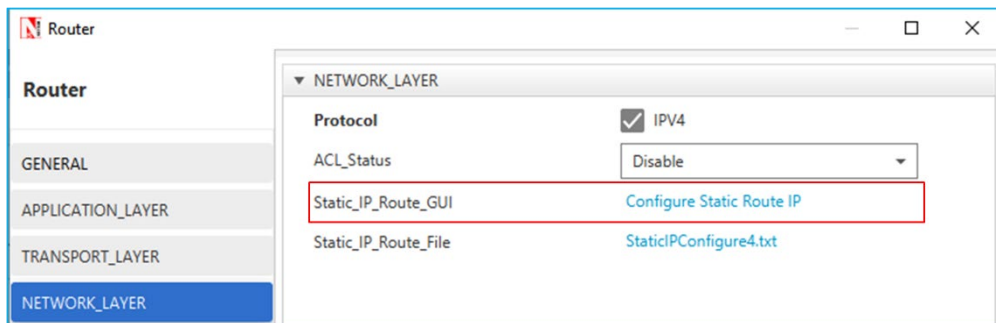 Router
Router
GENERAL
APPLICATION_LAYER
TRANSPORT_LAYER
NETWORK_LAYER
NETWORK_LAYER
Protocol IPV4
ACL_Status Disable
Static_IP_Route_GUI Configure Static Route IP
Static_IP_Route_File StaticIPConfigure4.txt